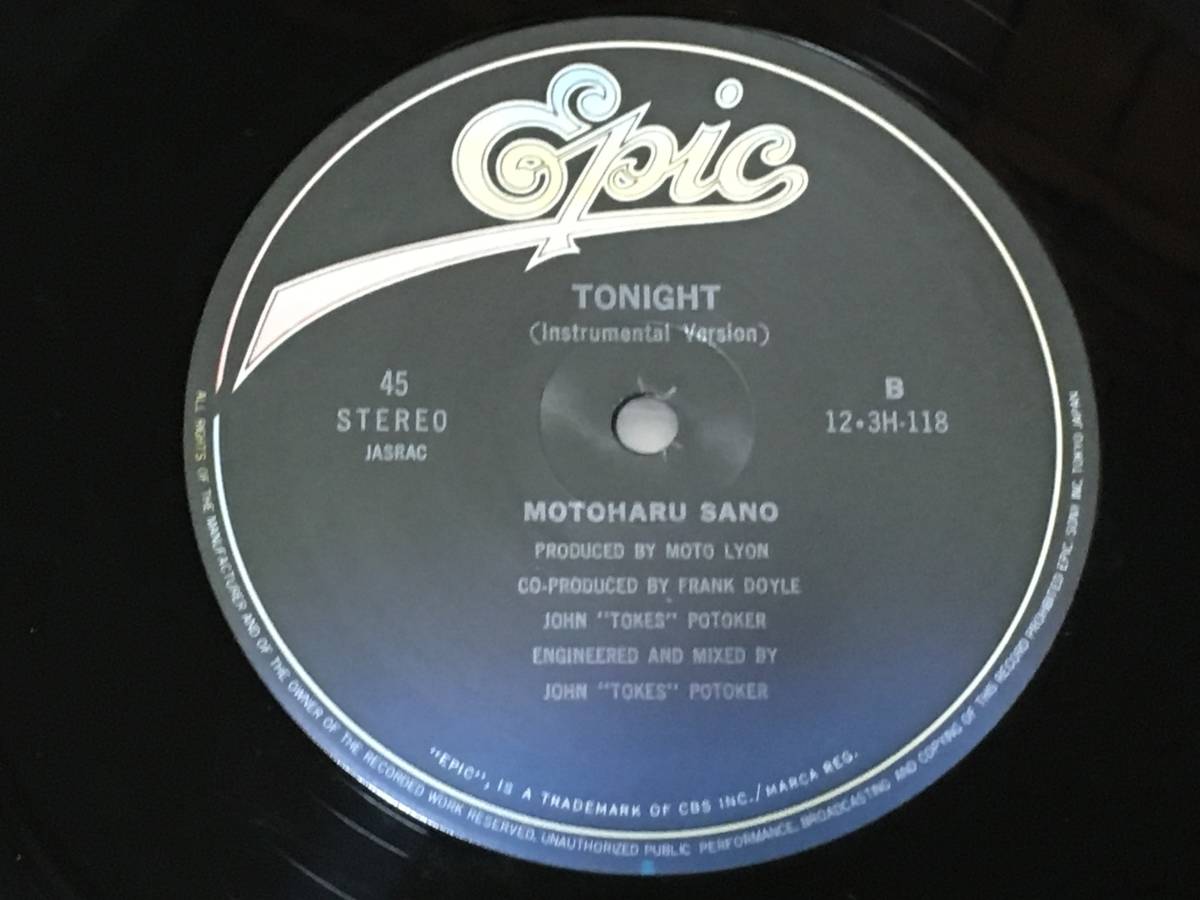 Epic
TONIGHT
(Instrumental Version)
45
STEREO
JASRAC
B
12•3H-118
MOTOHARU SANO
PRODUCED BY MOTO LYON
CO-PRODUCED BY FRANK DOYLE
JOHN "TOKES" POTOKER
ENGINEERED AND MIXED BY
JOHN "TOKES" POTOKER
"EPIC", IS A TRADEMARK OF CBS INC./MARCA REG.
ALL RIGHTS OF THE MANUFACTURER AND OF THE OWNER OF THE RECORDED WORK RESERVED. UNAUTHORIZED PUBLIC PERFORMANCE, BROADCASTING AND COPYING OF THIS RECORD PROHIBITED EPIC·SONY INC. TOKYO JAPAN